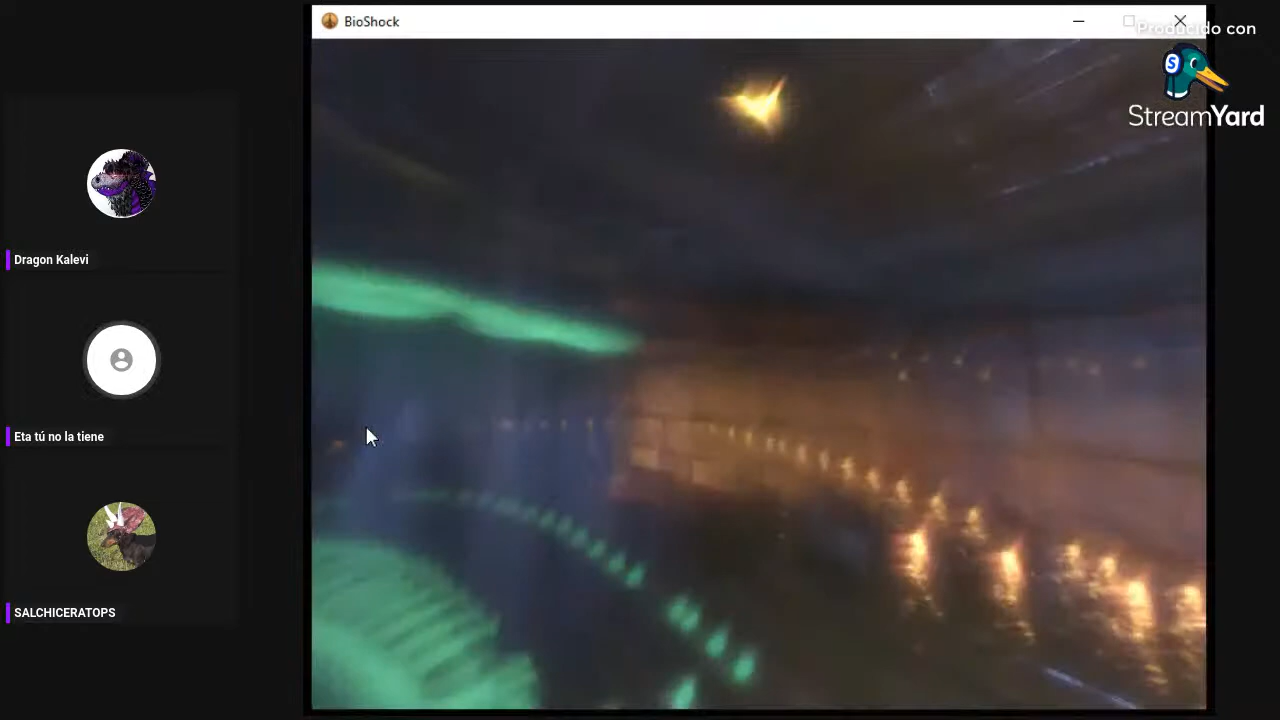 BioShock
Producido con
StreamYard
Dragon Kalevi
Eta tú no la tiene
SALCHICERATOPS